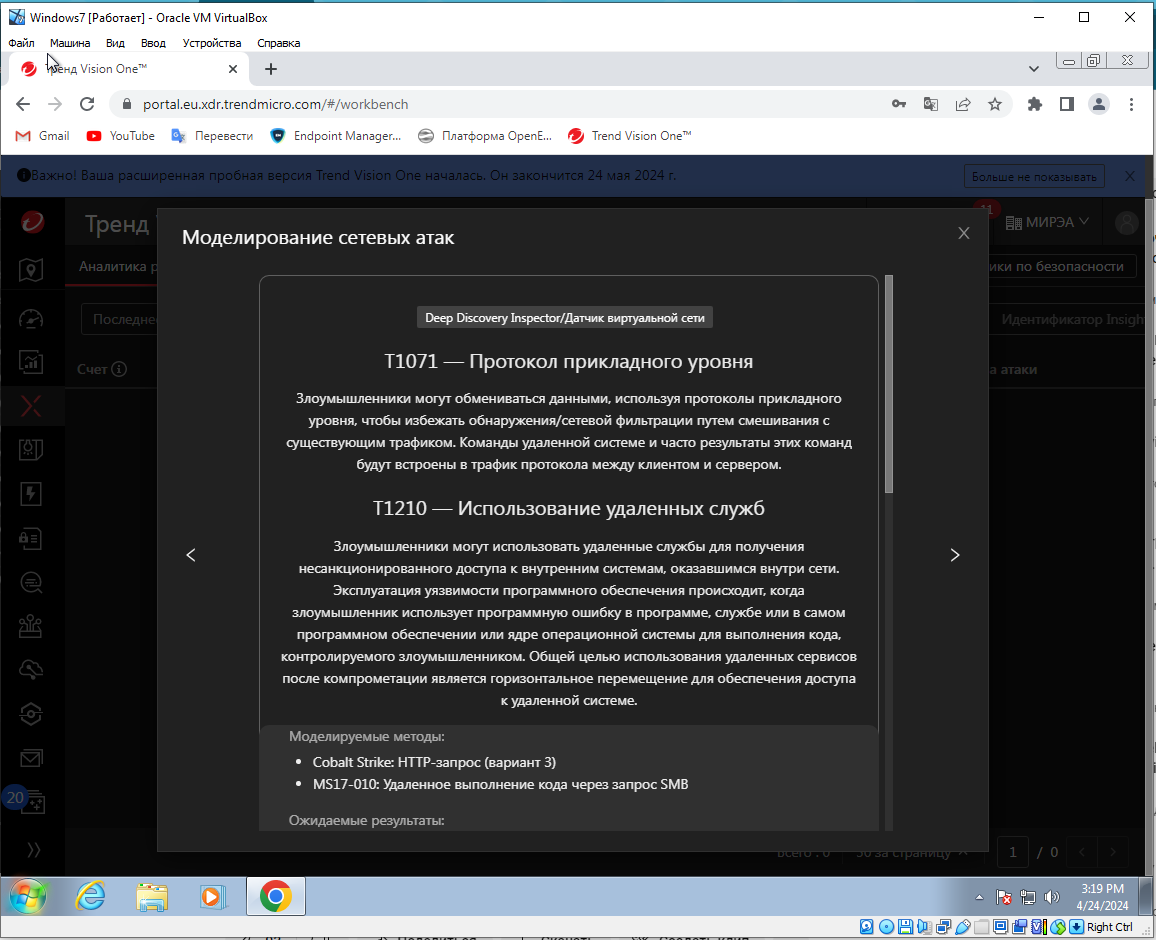 Windows7 [Работает] - Oracle VM VirtualBox
Файл Машина Вид Ввод Устройства Справка
Тренд Vision One™
portal.eu.xdr.trendmicro.com/#/workbench
Gmail YouTube Перевести Endpoint Manager... Платформа OpenE... Trend Vision One™
Важно! Ваша расширенная пробная версия Trend Vision One началась. Он закончится 24 мая 2024 г. Больше не показывать
Тренд
11
МИРЭА
Моделирование сетевых атак
Аналитика р
ики по безопасности
Последнее
Идентификатор Insigh
Счет
а атаки
Deep Discovery Inspector/Датчик виртуальной сети
T1071 — Протокол прикладного уровня
Злоумышленники могут обмениваться данными, используя протоколы прикладного
уровня, чтобы избежать обнаружения/сетевой фильтрации путем смешивания с
существующим трафиком. Команды удаленной системе и часто результаты этих команд
будут встроены в трафик протокола между клиентом и сервером.
T1210 — Использование удаленных служб
Злоумышленники могут использовать удаленные службы для получения
несанкционированного доступа к внутренним системам, оказавшимся внутри сети.
Эксплуатация уязвимости программного обеспечения происходит, когда
злоумышленник использует программную ошибку в программе, службе или в самом
программном обеспечении или ядре операционной системы для выполнения кода,
контролируемого злоумышленником. Общей целью использования удаленных сервисов
после компрометации является горизонтальное перемещение для обеспечения доступа
к удаленной системе.
Моделируемые методы:
• Cobalt Strike: HTTP-запрос (вариант 3)
• MS17-010: Удаленное выполнение кода через запрос SMB
Ожидаемые результаты:
20
Всего : 0 50 за страницу 1 / 0
3:19 PM
4/24/2024
Right Ctrl